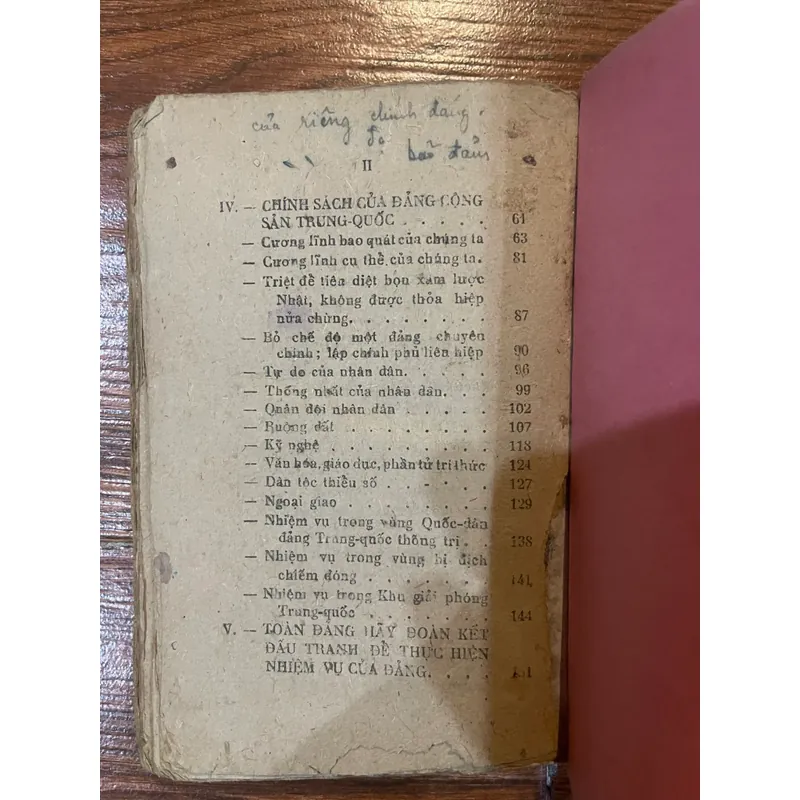 của riêng chính đảng.
II
IV. — CHÍNH SÁCH CỦA ĐẢNG CỘNG
SẢN TRUNG-QUỐC . . . . . 61
— Cương lĩnh bao quát của chúng ta 63
— Cương lĩnh cụ thể của chúng ta. 81
— Triệt để tiêu diệt bọn xâm lược
Nhật, không được thỏa hiệp
nửa chừng. . . . . . . . 87
— Bỏ chế độ một đảng chuyên
chính; lập chính phủ liên hiệp 90
— Tự do của nhân dân. . . . . 96
— Thống nhất của nhân dân. . . 99
— Quân đội nhân dân . . . . . 102
— Ruộng đất . . . . . . . . 107
— Kỹ nghệ . . . . . . . . . 118
— Văn hóa, giáo dục, phần tử trí thức 124
— Dân tộc thiểu số . . . . . . 127
— Ngoại giao . . . . . . . . 129
— Nhiệm vụ trong vùng Quốc-dân
đảng Trung-quốc thống trị . . 138
— Nhiệm vụ trong vùng bị địch
chiếm đóng . . . . . . . 141
— Nhiệm vụ trong Khu giải phóng
Trung-quốc . . . . . . . 144
V. — TOÀN ĐẢNG HÃY ĐOÀN KẾT
ĐẤU TRANH ĐỂ THỰC HIỆN
NHIỆM VỤ CỦA ĐẢNG. . . .